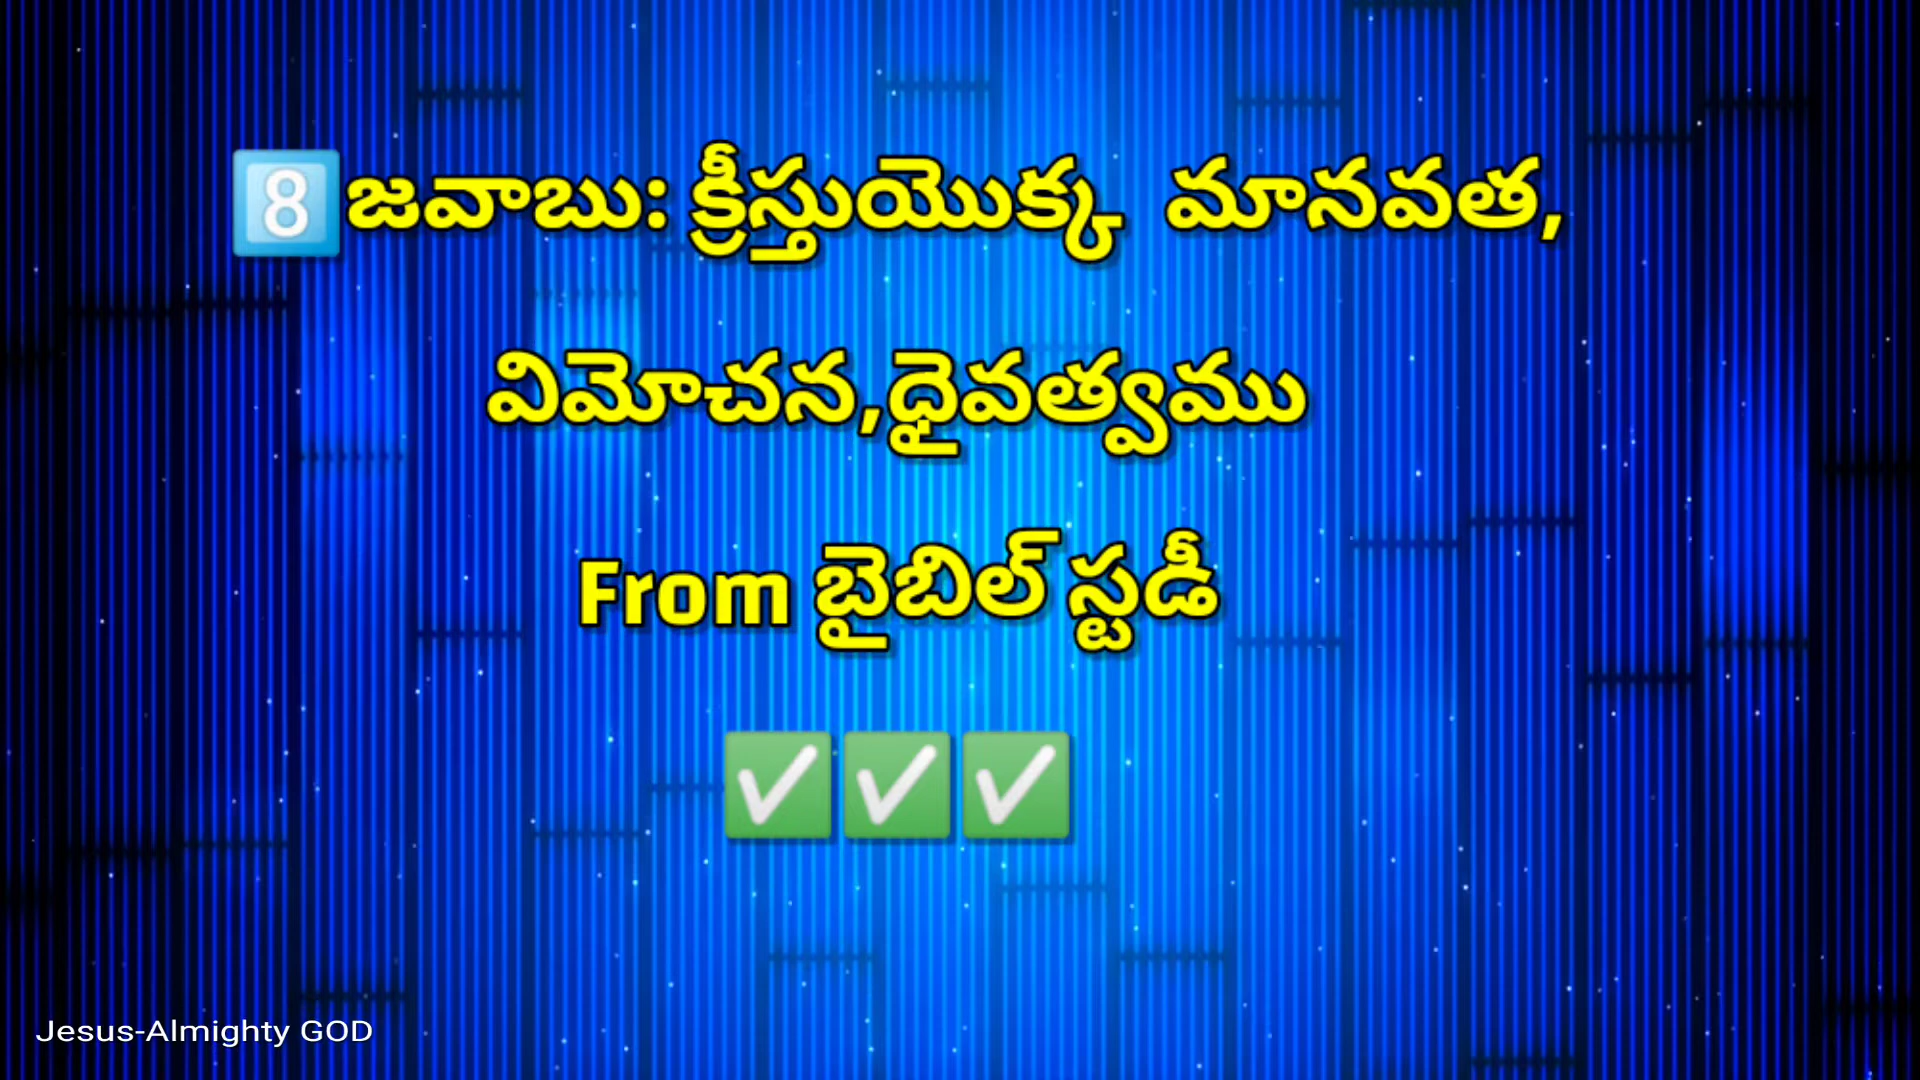 8️⃣జవాబు: క్రీస్తుయొక్క మానవత,
విమోచన,ధైవత్వము
From బైబిల్ స్టడీ
✅✅✅
Jesus-Almighty GOD